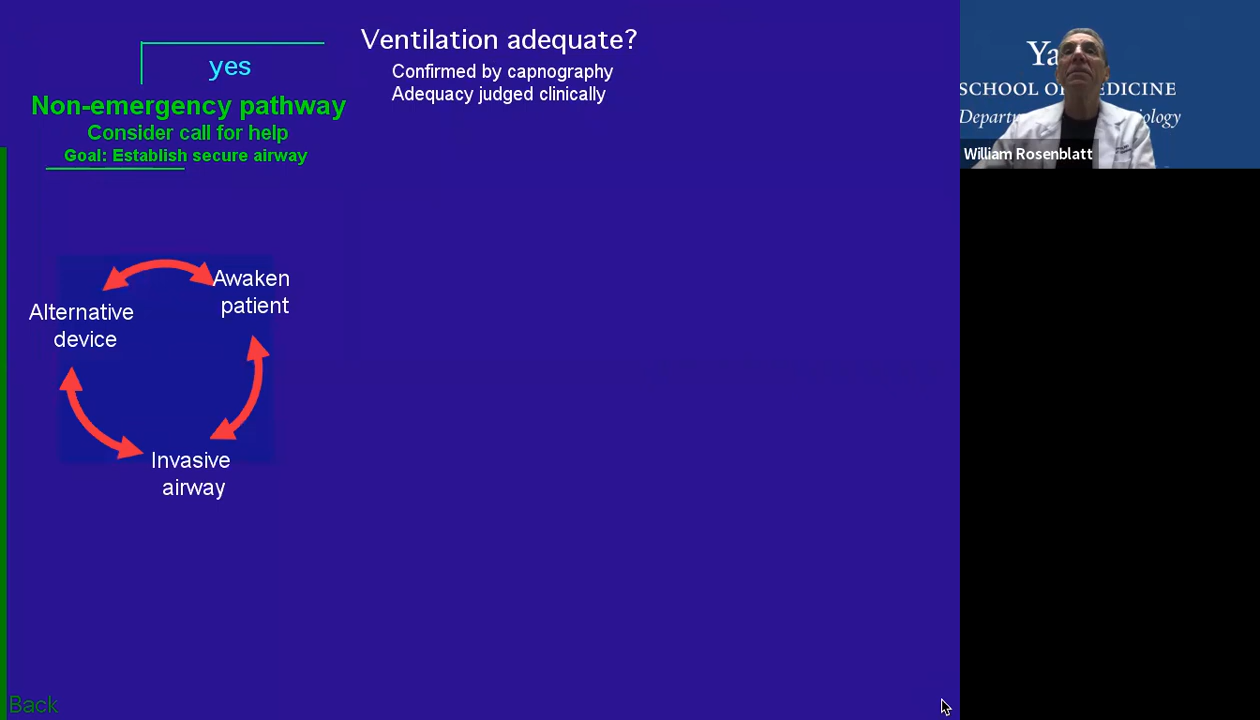 Ventilation adequate?
yes
Confirmed by capnography
Adequacy judged clinically
Non-emergency pathway
Consider call for help
Goal: Establish secure airway
Awaken
patient
Alternative
device
Invasive
airway
Back
SCHOOL OF MEDICINE
William Rosenblatt